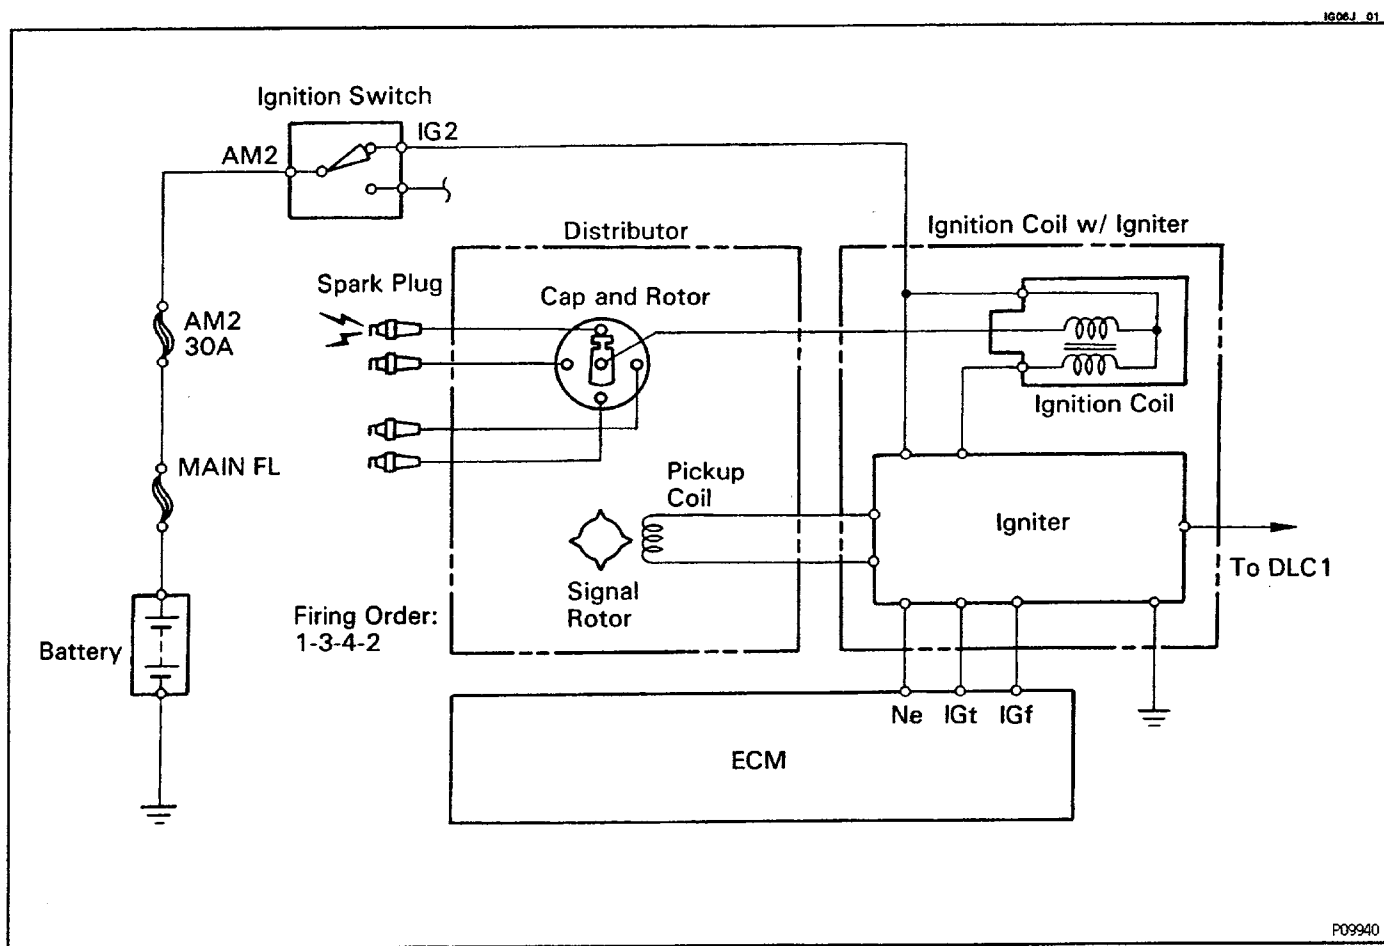 IG06J 01
Ignition Switch
IG2
AM2
Distributor
Ignition Coil w/ Igniter
Spark Plug
Cap and Rotor
AM2
30A
Ignition Coil
MAIN FL
Pickup
Coil
Igniter
To DLC1
Signal
Rotor
Firing Order:
1-3-4-2
Battery
Ne IGt IGf
ECM
P09940